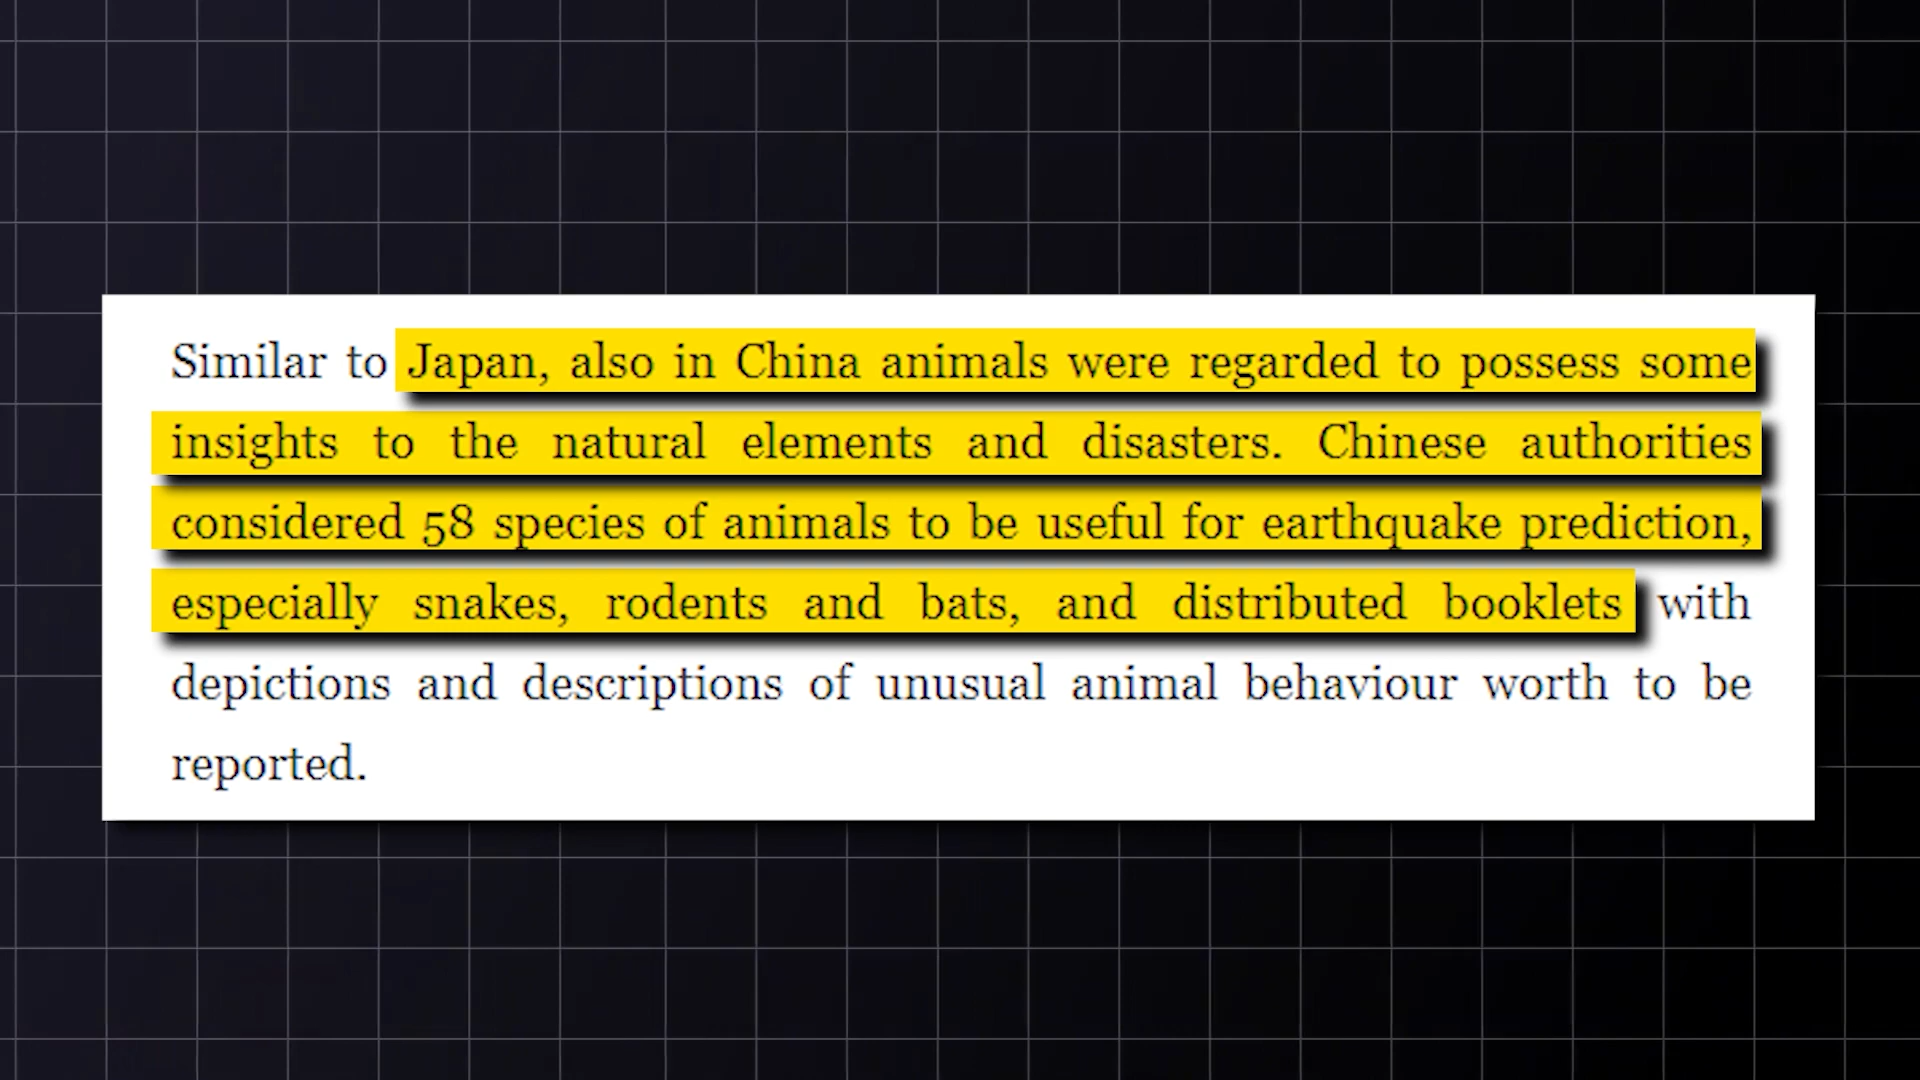 Similar to Japan, also in China animals were regarded to possess some
insights to the natural elements and disasters. Chinese authorities
considered 58 species of animals to be useful for earthquake prediction,
especially snakes, rodents and bats, and distributed booklets with
depictions and descriptions of unusual animal behaviour worth to be
reported.